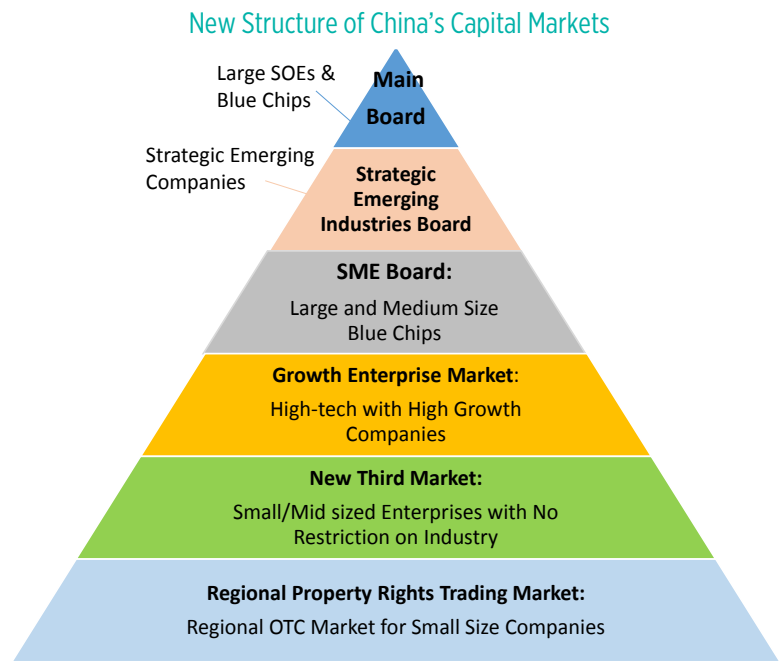 New Structure of China's Capital Markets
Large SOEs &
Blue Chips
Main
Board
Strategic Emerging
Companies
Strategic
Emerging
Industries Board
SME Board:
Large and Medium Size
Blue Chips
Growth Enterprise Market:
High-tech with High Growth
Companies
New Third Market:
Small/Mid sized Enterprises with No
Restriction on Industry
Regional Property Rights Trading Market:
Regional OTC Market for Small Size Companies